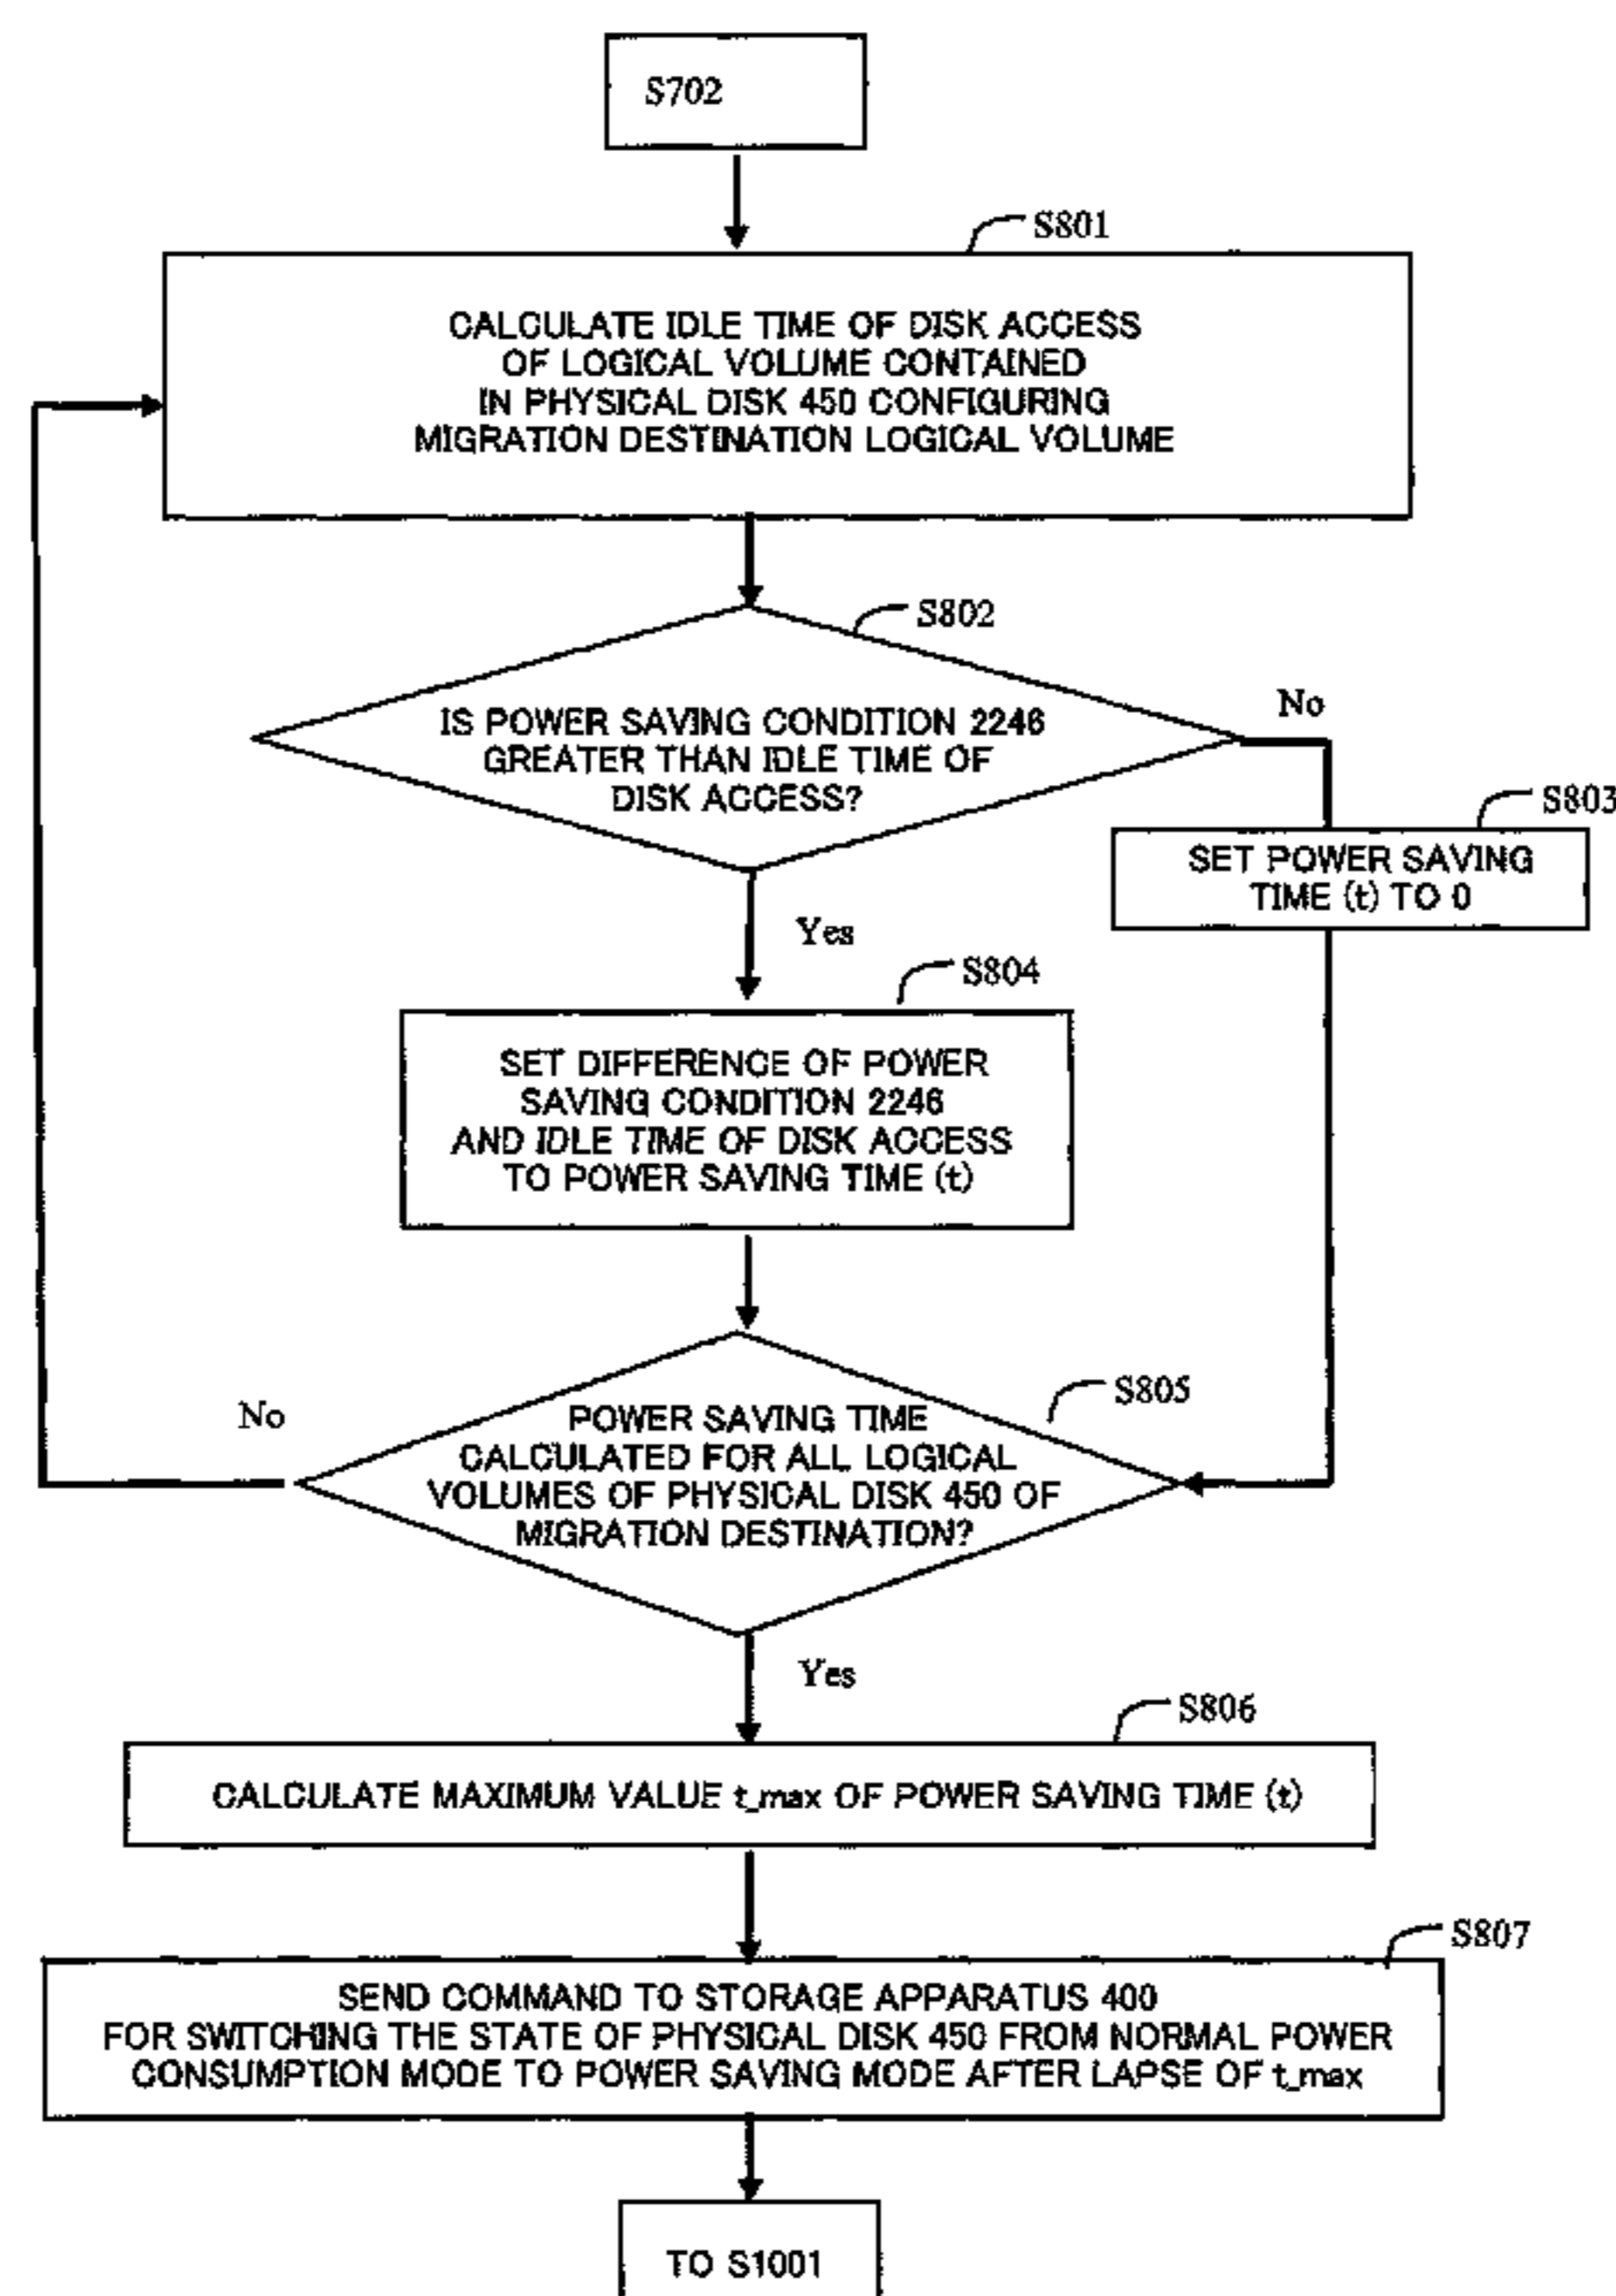 S702
S801
CALCULATE IDLE TIME OF DISK ACCESS
OF LOGICAL VOLUME CONTAINED
IN PHYSICAL DISK 450 CONFIGURING
MIGRATION DESTINATION LOGICAL VOLUME
S802
IS POWER SAVING CONDITION 2246
GREATER THAN IDLE TIME OF
DISK ACCESS?
No
S803
SET POWER SAVING
TIME (t) TO 0
Yes
S804
SET DIFFERENCE OF POWER
SAVING CONDITION 2246
AND IDLE TIME OF DISK ACCESS
TO POWER SAVING TIME (t)
S805
No
POWER SAVING TIME
CALCULATED FOR ALL LOGICAL
VOLUMES OF PHYSICAL DISK 450 OF
MIGRATION DESTINATION?
Yes
S806
CALCULATE MAXIMUM VALUE t_max OF POWER SAVING TIME (t)
S807
SEND COMMAND TO STORAGE APPARATUS 400
FOR SWITCHING THE STATE OF PHYSICAL DISK 450 FROM NORMAL POWER
CONSUMPTION MODE TO POWER SAVING MODE AFTER LAPSE OF t_max
TO S1001